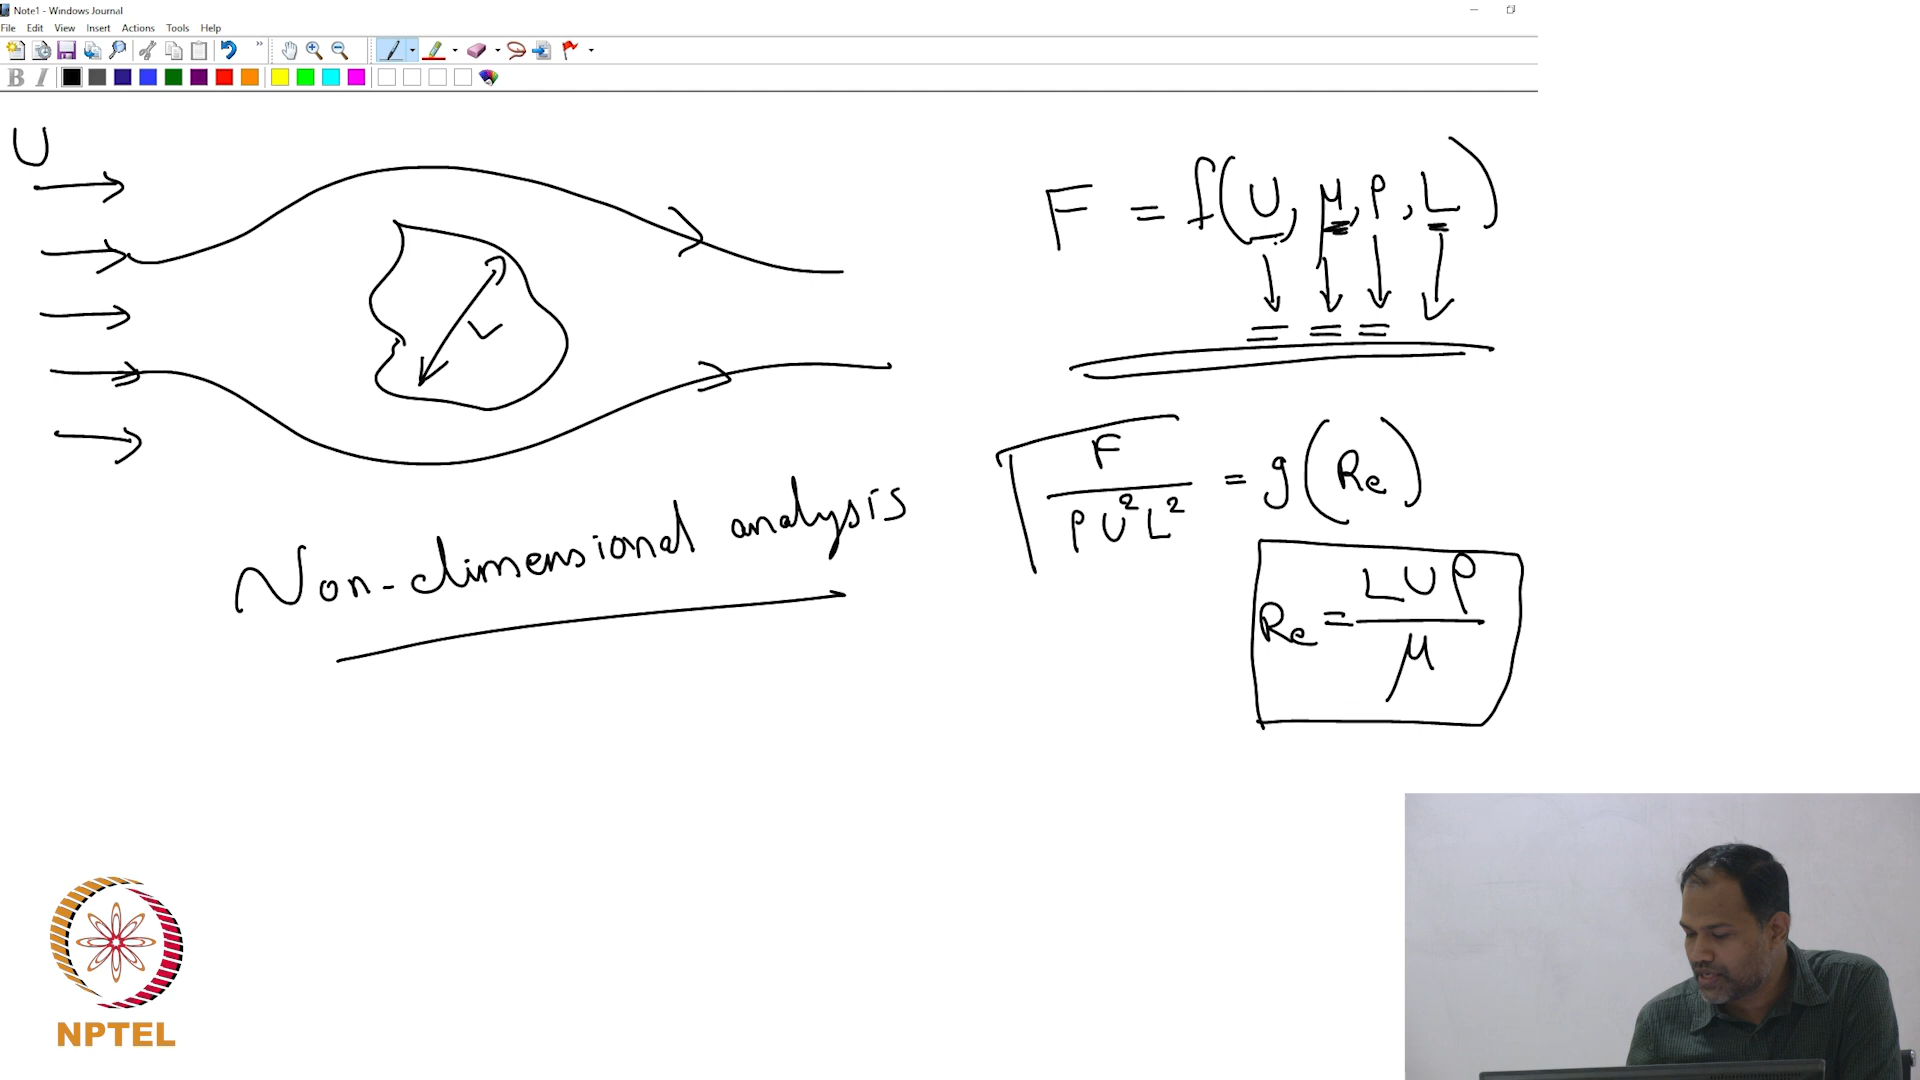 Note1 - Windows Journal
File Edit View Insert Actions Tools Help
B I
U
F = f(U, μ, ρ, L)
L
F
ρU²L²
= g(Re)
Non-dimensional analysis
Re = LUρ
μ
NPTEL